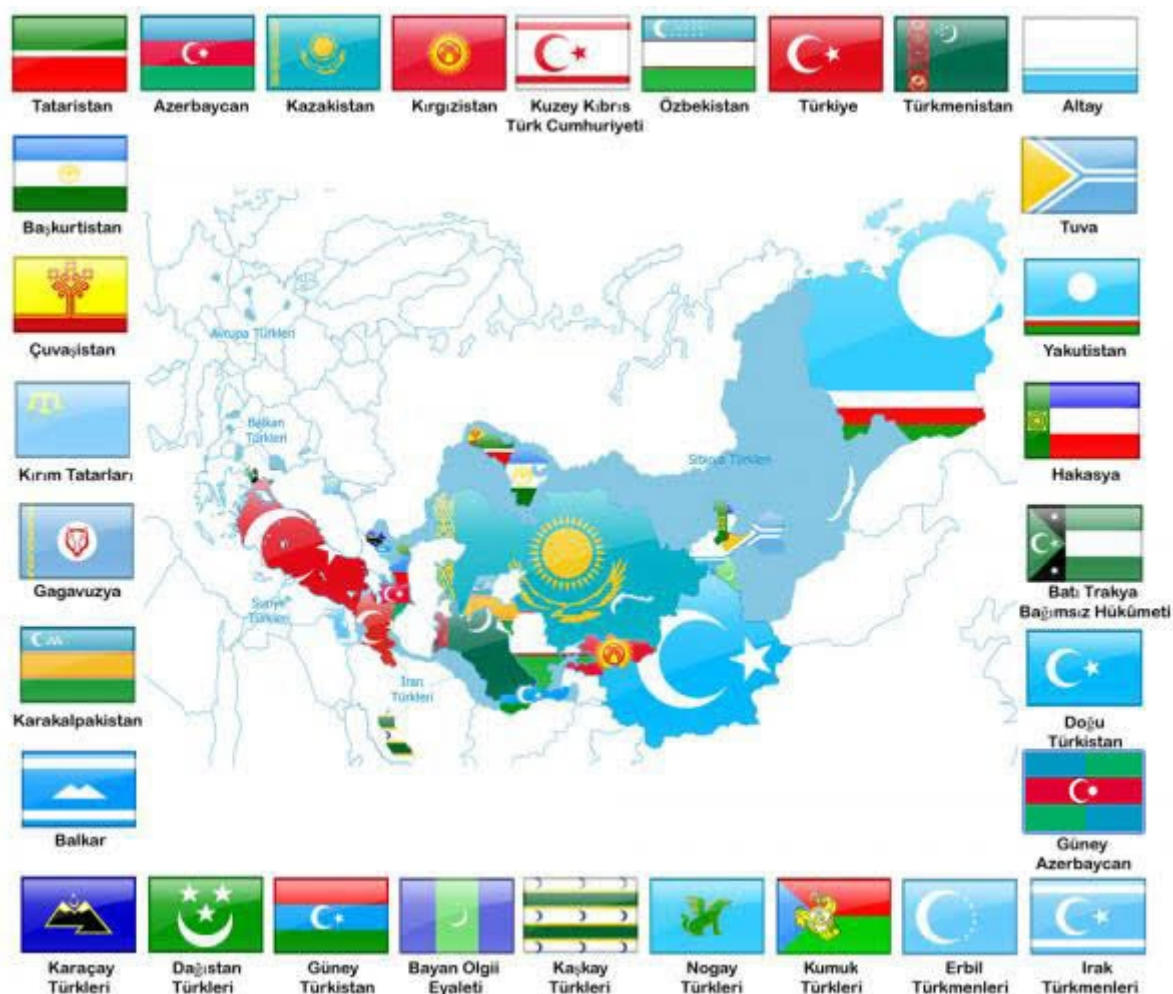 Tataristan
Azerbaycan
Kazakistan
Kırgızistan
Kuzey Kıbrıs
Türk Cumhuriyeti
Özbekistan
Türkiye
Türkmenistan
Altay
Başkurtistan
Tuva
Çuvaşistan
Yakutistan
Kırım Tatarları
Hakasya
Gagavuzya
Batı Trakya
Bağımsız Hükûmeti
Karakalpakistan
Doğu
Türkistan
Balkar
Güney
Azerbaycan
Avrupa Türkleri
Balkan
Türkleri
Sibirya Türkleri
Suriye
Türkleri
İran
Türkleri
Karaçay
Türkleri
Dağıstan
Türkleri
Güney
Türkistan
Bayan Olgii
Eyaleti
Kaşkay
Türkleri
Nogay
Türkleri
Kumuk
Türkleri
Erbil
Türkmenleri
Irak
Türkmenleri